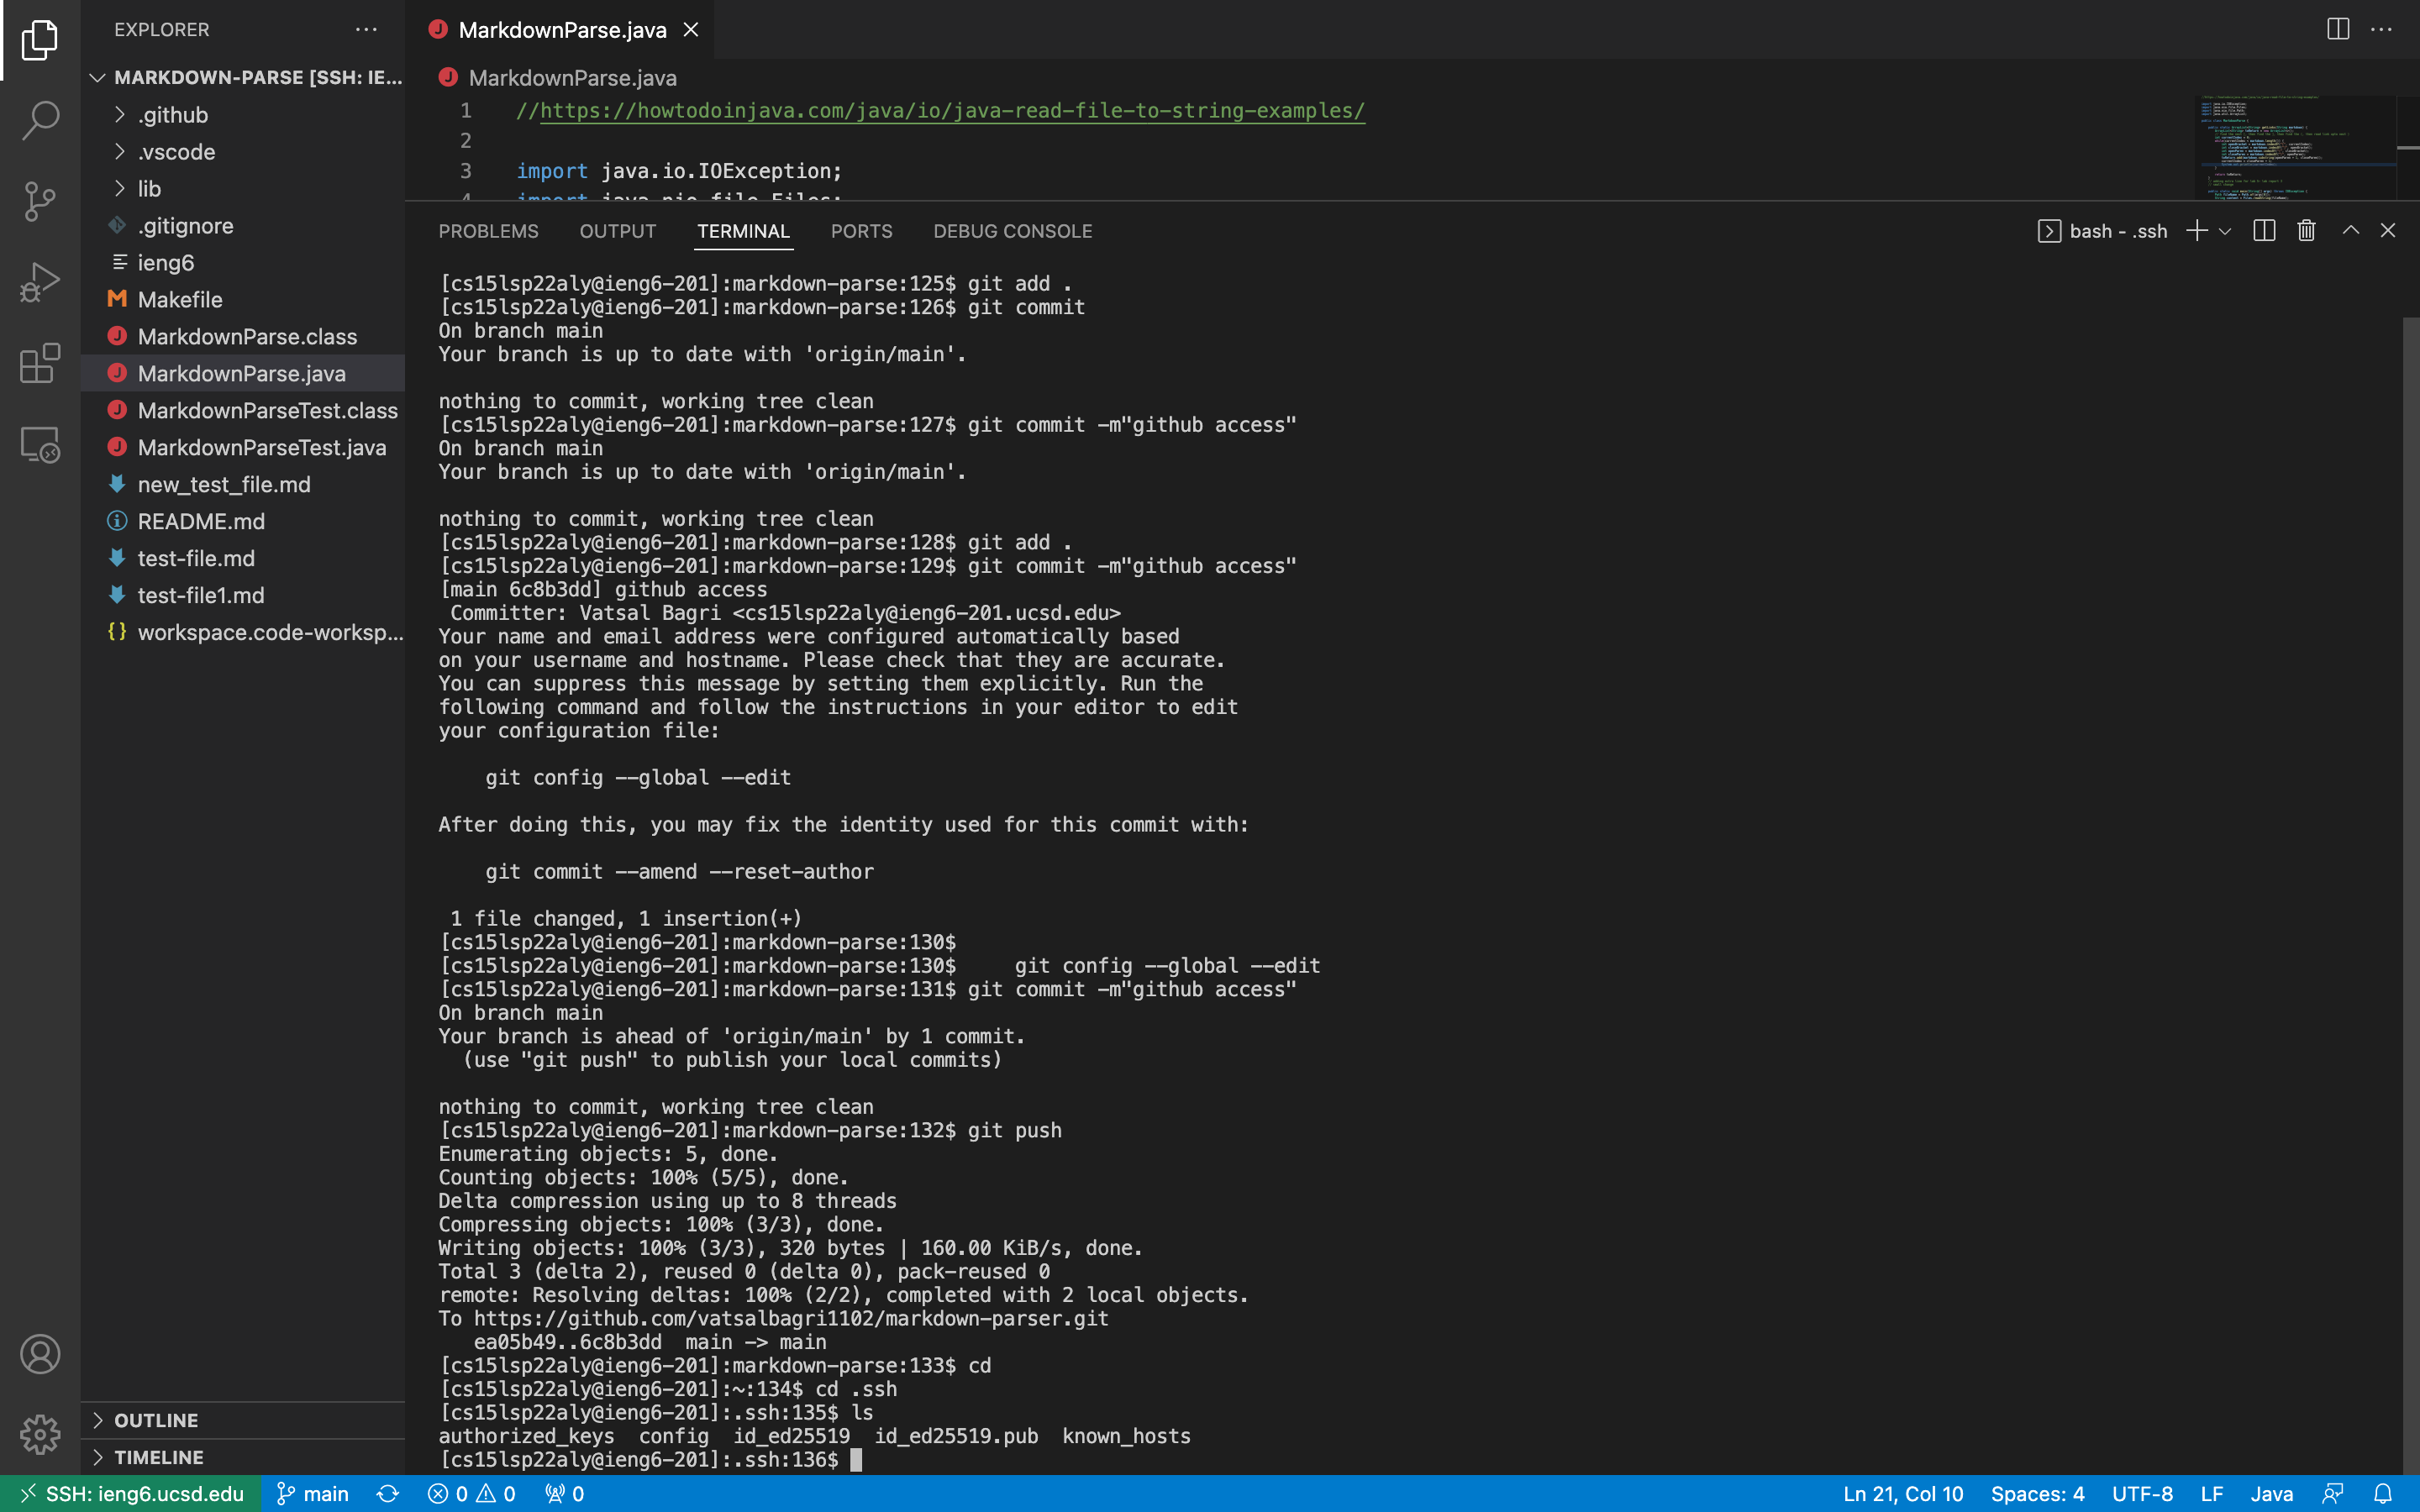 EXPLORER
MARKDOWN-PARSE [SSH: IE...
.github
.vscode
lib
.gitignore
ieng6
Makefile
MarkdownParse.class
MarkdownParse.java
MarkdownParseTest.class
MarkdownParseTest.java
new_test_file.md
README.md
test-file.md
test-file1.md
workspace.code-worksp...
OUTLINE
TIMELINE
MarkdownParse.java
MarkdownParse.java
1 //https://howtodoinjava.com/java/io/java-read-file-to-string-examples/
2
3 import java.io.IOException;
4 import java.nio.file.Files;
PROBLEMS OUTPUT TERMINAL PORTS DEBUG CONSOLE
bash - .ssh
[cs15lsp22aly@ieng6-201]:markdown-parse:125$ git add .
[cs15lsp22aly@ieng6-201]:markdown-parse:126$ git commit
On branch main
Your branch is up to date with 'origin/main'.
nothing to commit, working tree clean
[cs15lsp22aly@ieng6-201]:markdown-parse:127$ git commit -m"github access"
On branch main
Your branch is up to date with 'origin/main'.
nothing to commit, working tree clean
[cs15lsp22aly@ieng6-201]:markdown-parse:128$ git add .
[cs15lsp22aly@ieng6-201]:markdown-parse:129$ git commit -m"github access"
[main 6c8b3dd] github access
Committer: Vatsal Bagri <cs15lsp22aly@ieng6-201.ucsd.edu>
Your name and email address were configured automatically based
on your username and hostname. Please check that they are accurate.
You can suppress this message by setting them explicitly. Run the
following command and follow the instructions in your editor to edit
your configuration file:
git config --global --edit
After doing this, you may fix the identity used for this commit with:
git commit --amend --reset-author
1 file changed, 1 insertion(+)
[cs15lsp22aly@ieng6-201]:markdown-parse:130$
[cs15lsp22aly@ieng6-201]:markdown-parse:130$     git config --global --edit
[cs15lsp22aly@ieng6-201]:markdown-parse:131$ git commit -m"github access"
On branch main
Your branch is ahead of 'origin/main' by 1 commit.
(use "git push" to publish your local commits)
nothing to commit, working tree clean
[cs15lsp22aly@ieng6-201]:markdown-parse:132$ git push
Enumerating objects: 5, done.
Counting objects: 100% (5/5), done.
Delta compression using up to 8 threads
Compressing objects: 100% (3/3), done.
Writing objects: 100% (3/3), 320 bytes | 160.00 KiB/s, done.
Total 3 (delta 2), reused 0 (delta 0), pack-reused 0
remote: Resolving deltas: 100% (2/2), completed with 2 local objects.
To https://github.com/vatsalbagri1102/markdown-parser.git
ea05b49..6c8b3dd  main -> main
[cs15lsp22aly@ieng6-201]:markdown-parse:133$ cd
[cs15lsp22aly@ieng6-201]:~:134$ cd .ssh
[cs15lsp22aly@ieng6-201]:.ssh:135$ ls
authorized_keys  config  id_ed25519  id_ed25519.pub  known_hosts
[cs15lsp22aly@ieng6-201]:.ssh:136$
SSH: ieng6.ucsd.edu main 0 0 0 Ln 21, Col 10 Spaces: 4 UTF-8 LF Java